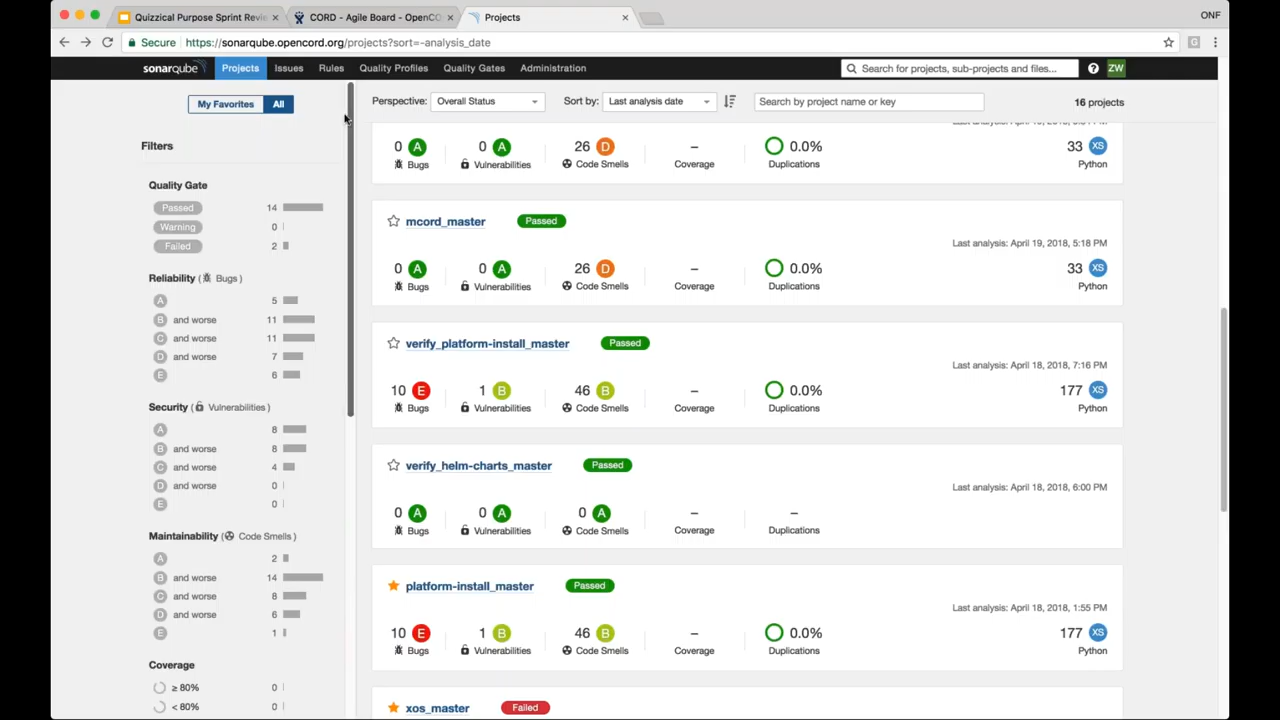 Quizzical Purpose Sprint Revie
CORD - Agile Board - OpenCO
Projects
ONF
Secure
https://sonarqube.opencord.org/projects?sort=-analysis_date
G
sonarqube Projects Issues Rules Quality Profiles Quality Gates Administration
Search for projects, sub-projects and files...
?
ZW
My Favorites All
Perspective: Overall Status
Sort by: Last analysis date
Search by project name or key
16 projects
Filters
Quality Gate
Passed 14
Warning 0
Failed 2
Reliability ( Bugs )
A 5
B and worse 11
C and worse 11
D and worse 7
E 6
Security ( Vulnerabilities )
A 8
B and worse 8
C and worse 4
D and worse 0
E 0
Maintainability ( Code Smells )
A 2
B and worse 14
C and worse 8
D and worse 6
E 1
Coverage
≥ 80% 0
< 80% 0
0 A 0 A 26 D – 0.0% 33 XS
Bugs Vulnerabilities Code Smells Coverage Duplications Python
mcord_master Passed
Last analysis: April 19, 2018, 5:18 PM
0 A 0 A 26 D – 0.0% 33 XS
Bugs Vulnerabilities Code Smells Coverage Duplications Python
verify_platform-install_master Passed
Last analysis: April 18, 2018, 7:16 PM
10 E 1 B 46 B – 0.0% 177 XS
Bugs Vulnerabilities Code Smells Coverage Duplications Python
verify_helm-charts_master Passed
Last analysis: April 18, 2018, 6:00 PM
0 A 0 A 0 A – –
Bugs Vulnerabilities Code Smells Coverage Duplications
platform-install_master Passed
Last analysis: April 18, 2018, 1:55 PM
10 E 1 B 46 B – 0.0% 177 XS
Bugs Vulnerabilities Code Smells Coverage Duplications Python
xos_master Failed